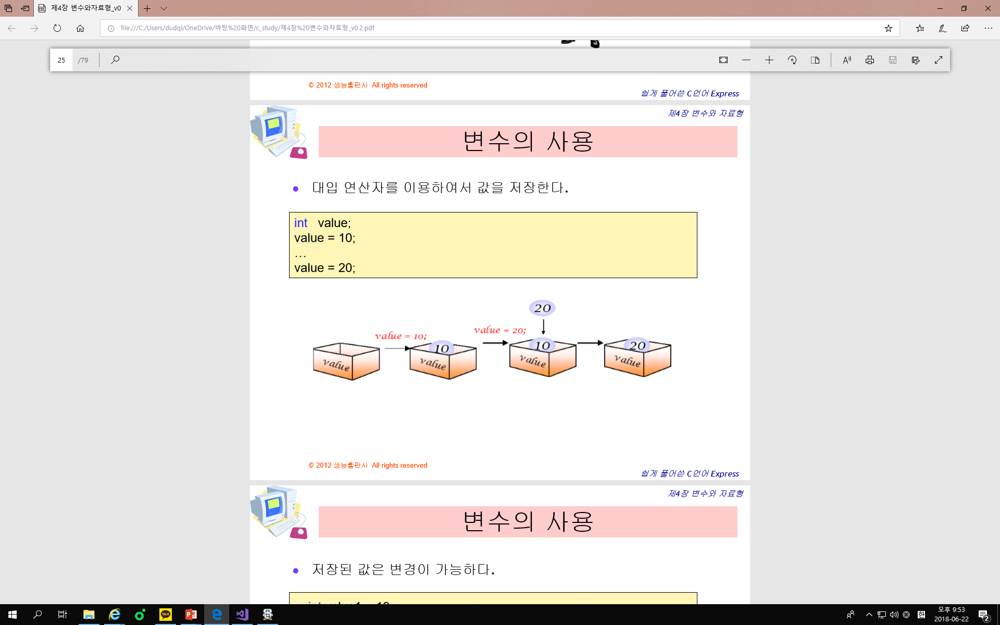 제4장 변수와자료형_v0
file:///C:/Users/dudql/OneDrive/바탕%20화면/c_study/제4장%20변수와자료형_v0.2.pdf
25 /79
© 2012 생능출판사 All rights reserved
쉽게 풀어쓴 C언어 Express
제4장 변수와 자료형
변수의 사용
● 대입 연산자를 이용하여서 값을 저장한다.
int value;
value = 10;
…
value = 20;
20
value = 10;
value = 20;
10
10
20
value
value
value
value
© 2012 생능출판사 All rights reserved
쉽게 풀어쓴 C언어 Express
제4장 변수와 자료형
변수의 사용
● 저장된 값은 변경이 가능하다.
TALK
오후 9:53
2018-06-22
2